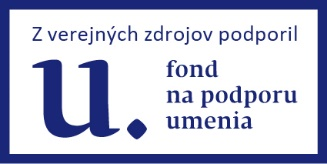 Z verejných zdrojov podporil
u.
fond
na podporu
umenia